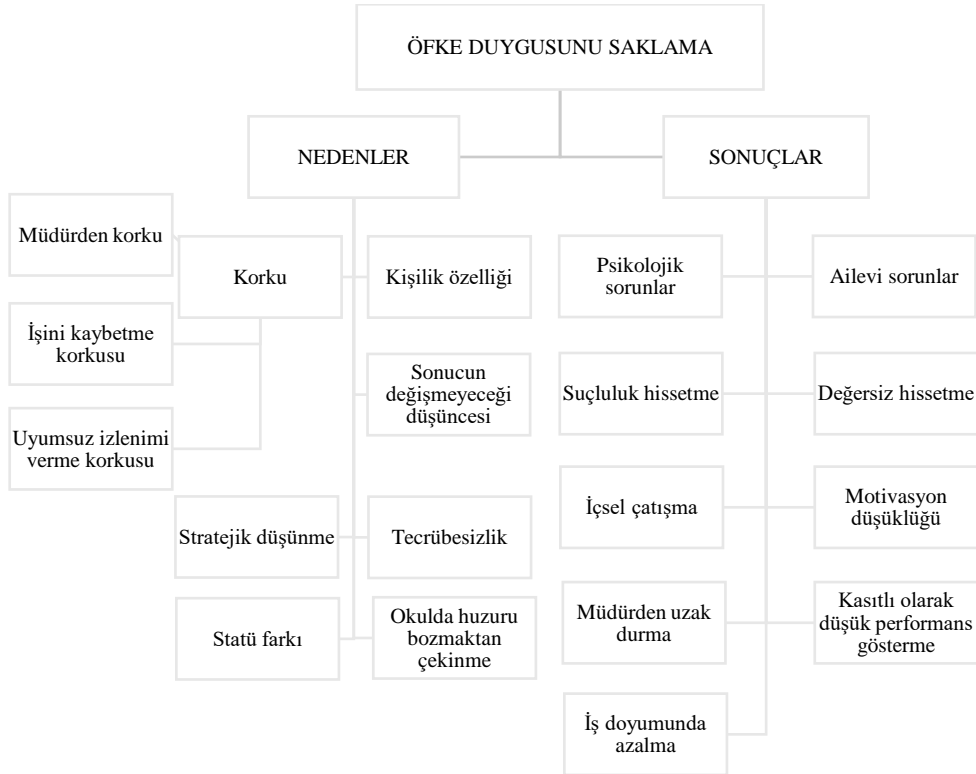 ÖFKE DUYGUSUNU SAKLAMA
NEDENLER
SONUÇLAR
Müdürden korku
Korku
Kişilik özelliği
İşini kaybetme
korkusu
Sonucun
değişmeyeceği
düşüncesi
Uyumsuz izlenimi
verme korkusu
Stratejik düşünme
Tecrübesizlik
Statü farkı
Okulda huzuru
bozmaktan
çekinme
Psikolojik
sorunlar
Ailevi sorunlar
Suçluluk hissetme
Değersiz hissetme
İçsel çatışma
Motivasyon
düşüklüğü
Müdürden uzak
durma
Kasıtlı olarak
düşük performans
gösterme
İş doyumunda
azalma